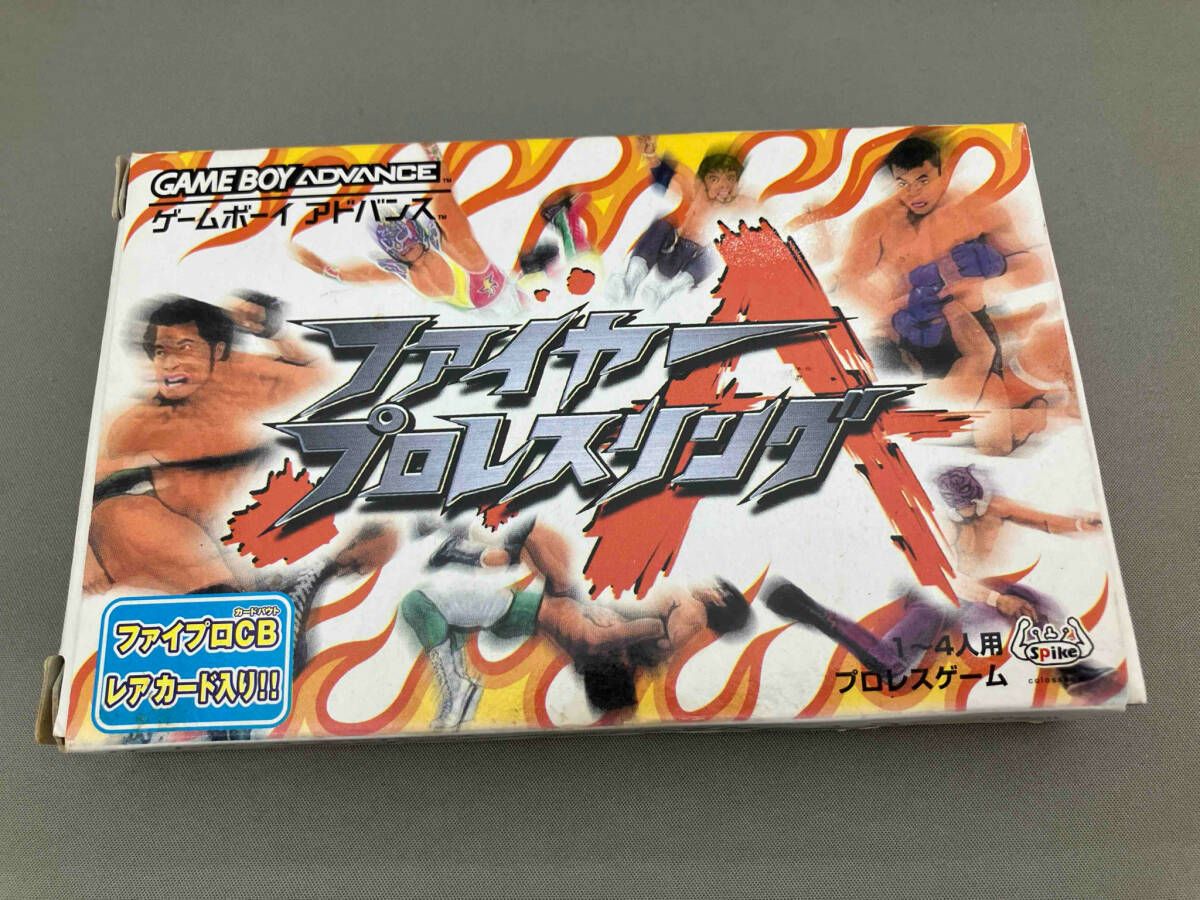 GAME BOY ADVANCE™
ゲームボーイ アドバンス™
ファイヤー
プロレスリング
A
カードバウト
ファイプロCB
レアカード入り!!
1〜4人用
プロレスゲーム
Spike